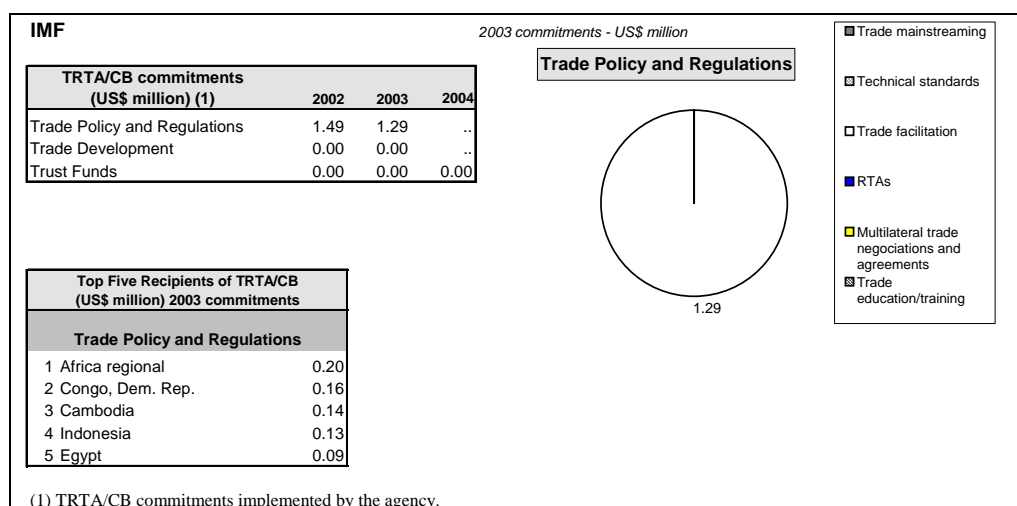 IMF
2003 commitments - US$ million
TRTA/CB commitments
(US$ million) (1) 2002 2003 2004
Trade Policy and Regulations 1.49 1.29 ..
Trade Development 0.00 0.00 ..
Trust Funds 0.00 0.00 0.00
Trade Policy and Regulations
1.29
Trade mainstreaming
Technical standards
Trade facilitation
RTAs
Multilateral trade
negociations and
agreements
Trade
education/training
Top Five Recipients of TRTA/CB
(US$ million) 2003 commitments
Trade Policy and Regulations
1 Africa regional 0.20
2 Congo, Dem. Rep. 0.16
3 Cambodia 0.14
4 Indonesia 0.13
5 Egypt 0.09
(1) TRTA/CB commitments implemented by the agency.